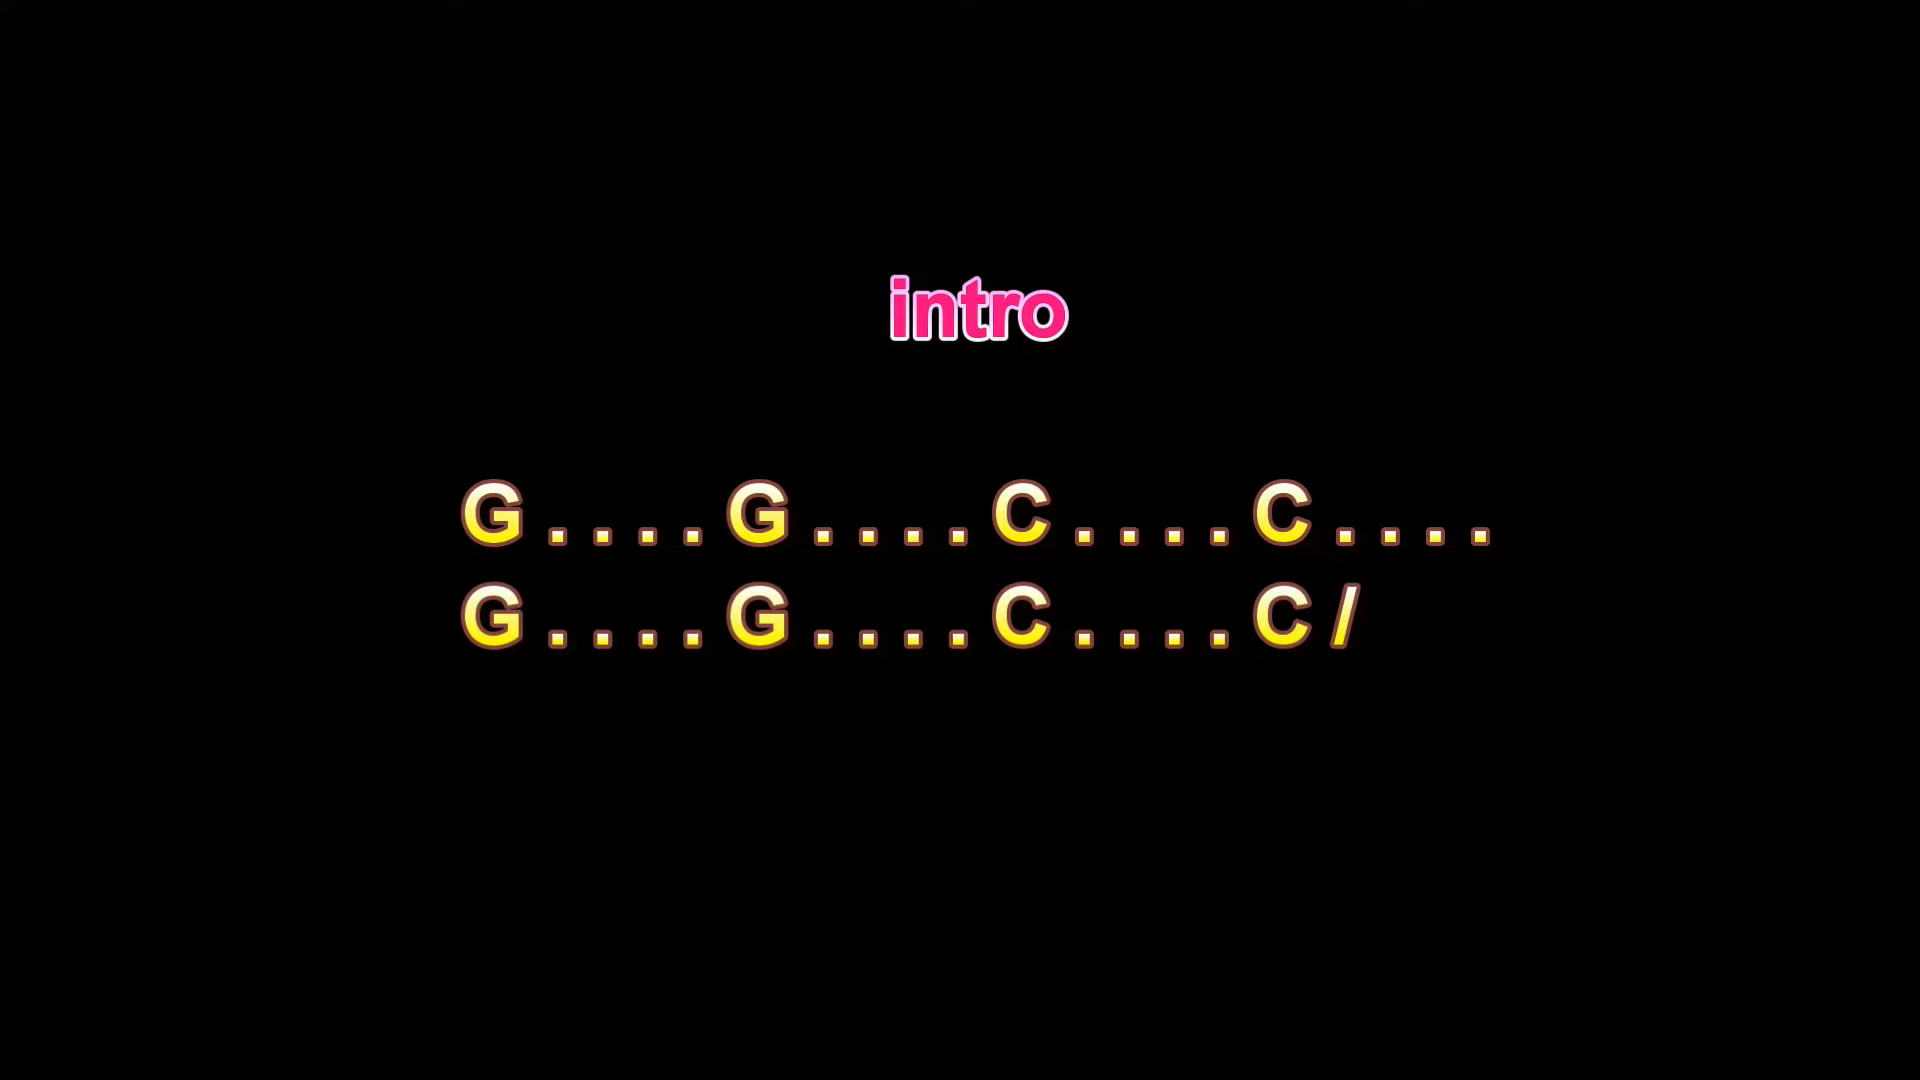 intro
G . . . . G . . . . C . . . . C . . . .
G . . . . G . . . . C . . . . C /